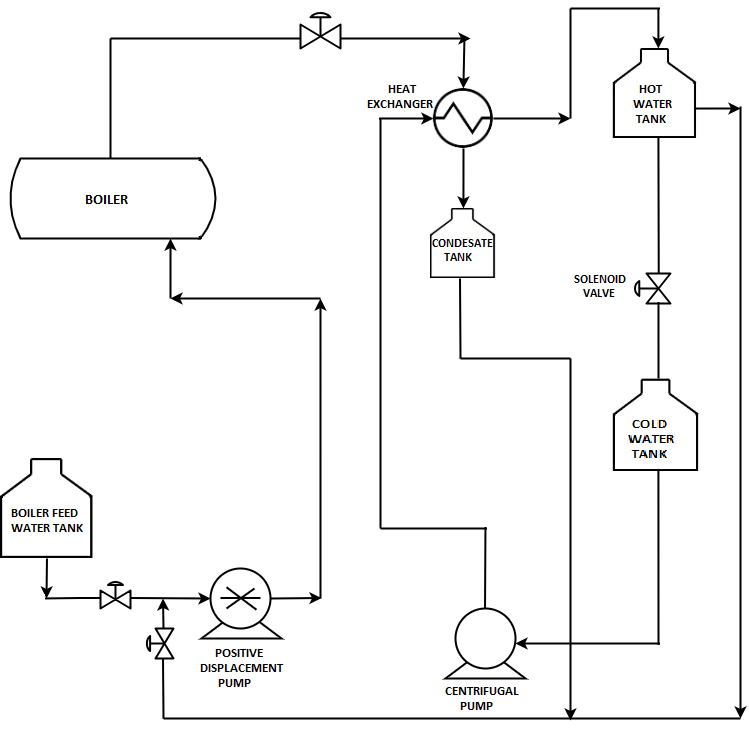 HEAT
EXCHANGER
HOT
WATER
TANK
BOILER
CONDESATE
TANK
SOLENOID
VALVE
COLD
WATER
TANK
BOILER FEED
WATER TANK
POSITIVE
DISPLACEMENT
PUMP
CENTRIFUGAL
PUMP